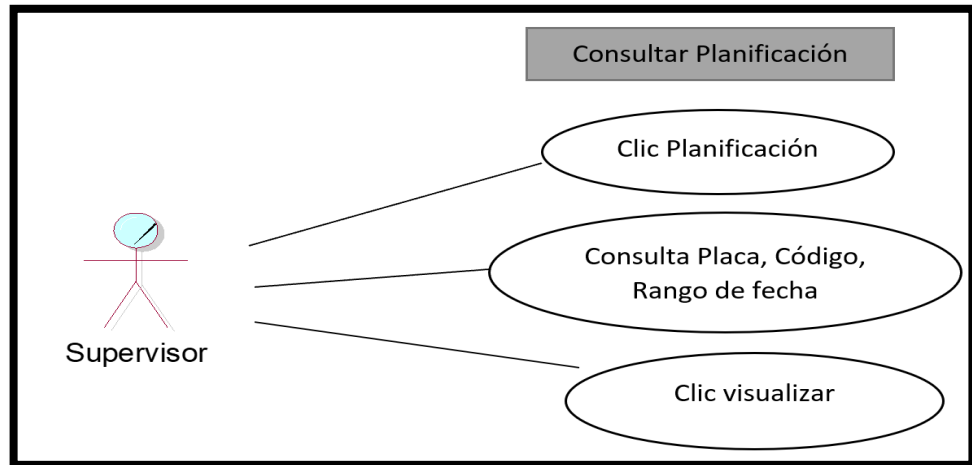 Consultar Planificación
Clic Planificación
Consulta Placa, Código,
Rango de fecha
Supervisor
Clic visualizar